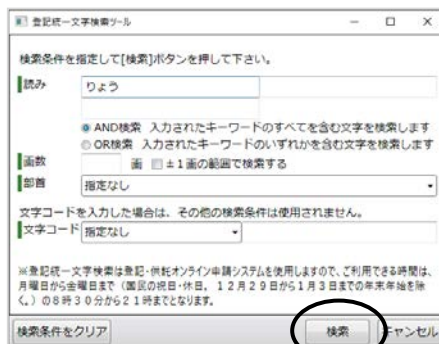 登記統一文字検索ツール
検索条件を指定して[検索]ボタンを押して下さい。
読み
りょう
AND検索 入力されたキーワードのすべてを含む文字を検索します
OR検索 入力されたキーワードのいずれかを含む文字を検索します
画数 画 ±1画の範囲で検索する
部首 指定なし
文字コードを入力した場合は、その他の検索条件は使用されません。
文字コード 指定なし
※登記統一文字検索は登記・供託オンライン申請システムを使用しますので、ご利用できる時間は、
月曜日から金曜日まで（国民の祝日・休日、12月29日から1月3日までの年末年始を除
く。）の8時30分から21時までとなります。
検索条件をクリア 検索 キャンセル